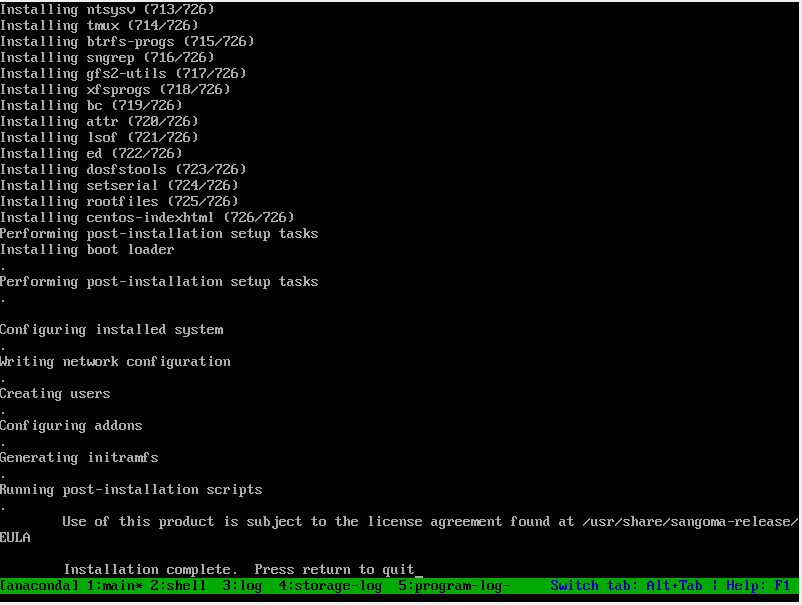 Installing ntsysv (713/726)
Installing tmux (714/726)
Installing btrfs-progs (715/726)
Installing sngrep (716/726)
Installing gfs2-utils (717/726)
Installing xfsprogs (718/726)
Installing bc (719/726)
Installing attr (720/726)
Installing lsof (721/726)
Installing ed (722/726)
Installing dosfstools (723/726)
Installing setserial (724/726)
Installing rootfiles (725/726)
Installing centos-indexhtml (726/726)
Performing post-installation setup tasks
Installing boot loader
.
Performing post-installation setup tasks
.
Configuring installed system
.
Writing network configuration
.
Creating users
.
Configuring addons
.
Generating initramfs
.
Running post-installation scripts
.
Use of this product is subject to the license agreement found at /usr/share/sangoma-release/
EULA
Installation complete.  Press return to quit_
[anaconda] 1:main* 2:shell  3:log  4:storage-log  5:program-log-     Switch tab: Alt+Tab | Help: F1